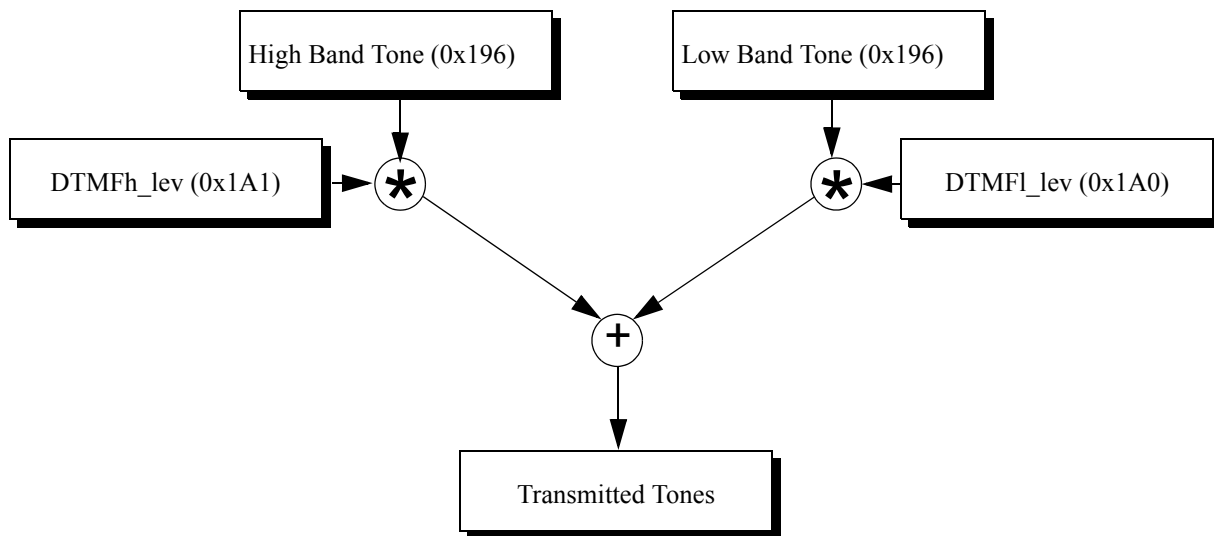 High Band Tone (0x196)
Low Band Tone (0x196)
DTMFh_lev (0x1A1)
*
*
DTMFl_lev (0x1A0)
+
Transmitted Tones